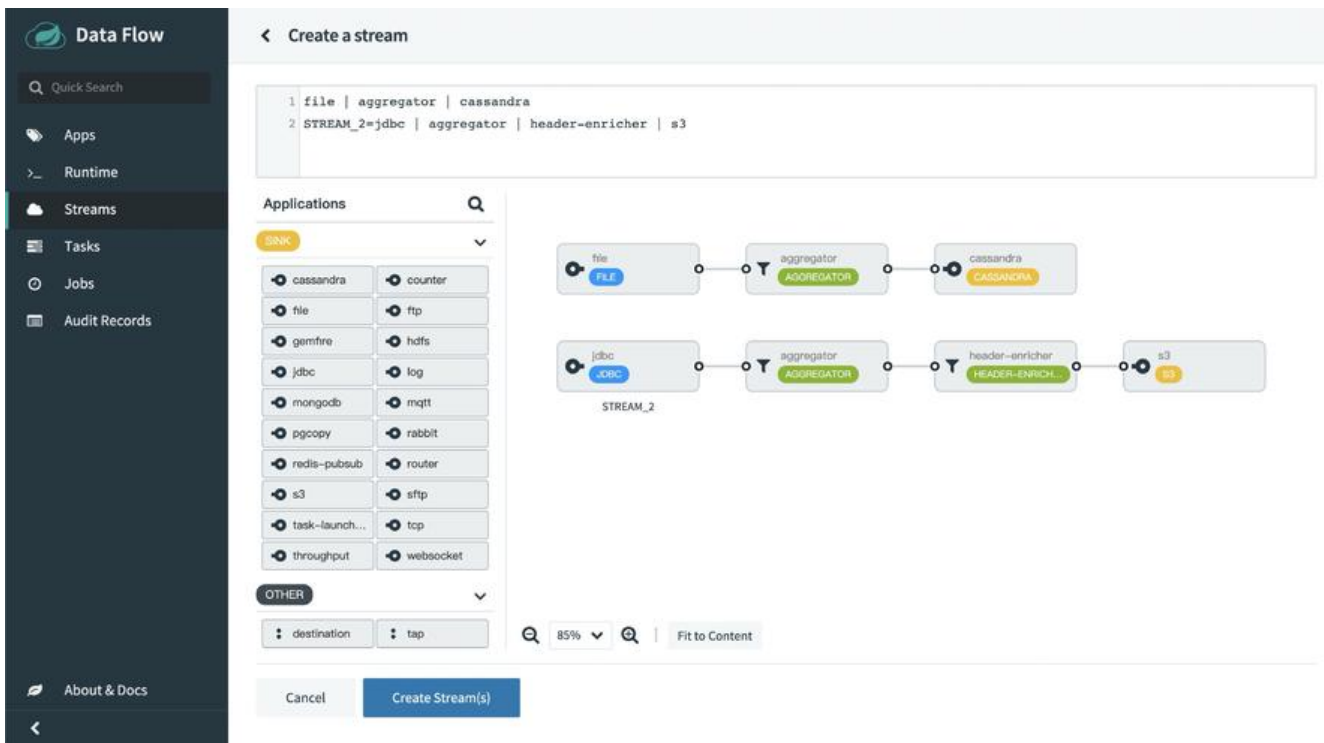 Data Flow
Quick Search
Apps
Runtime
Streams
Tasks
Jobs
Audit Records
About & Docs
Create a stream
1 file | aggregator | cassandra
2 STREAM_2=jdbc | aggregator | header-enricher | s3
Applications
SINK
cassandra counter
file ftp
gemfire hdfs
jdbc log
mongodb mqtt
pgcopy rabbit
redis-pubsub router
s3 sftp
task-launch... tcp
throughput websocket
OTHER
destination tap
file aggregator cassandra
FILE AGGREGATOR CASSANDRA
jdbc aggregator header-enricher s3
JDBC AGGREGATOR HEADER-ENRICH... S3
STREAM_2
85% Fit to Content
Cancel Create Stream(s)